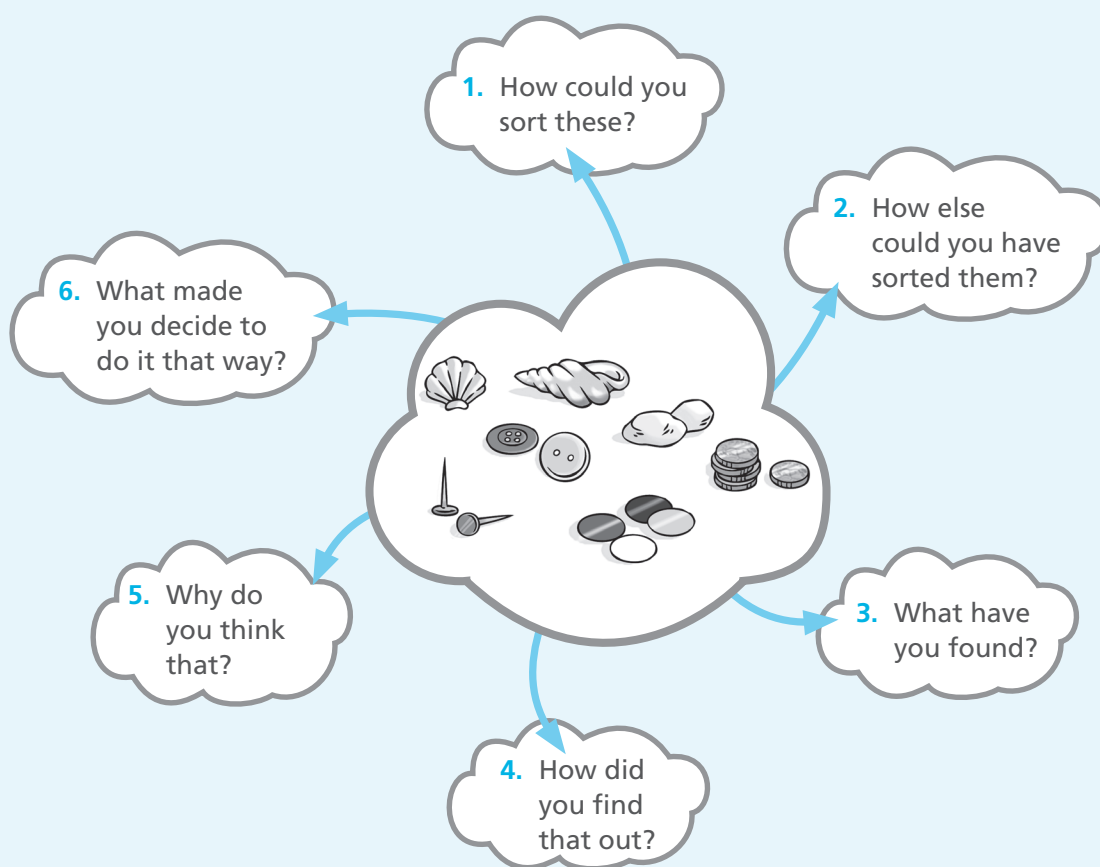 1. How could you
sort these?
2. How else
could you have
sorted them?
3. What have
you found?
4. How did
you find
that out?
5. Why do
you think
that?
6. What made
you decide to
do it that way?